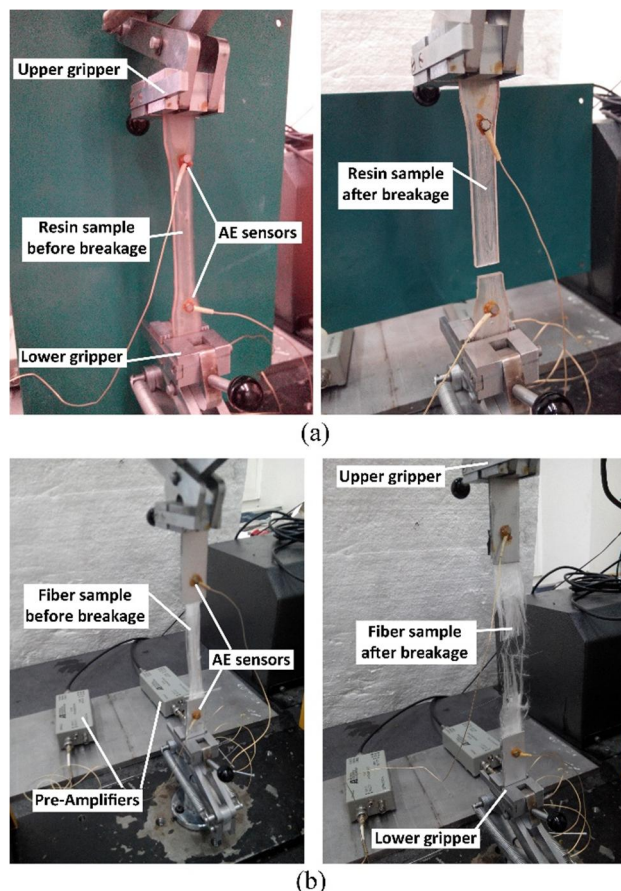 Upper gripper
Resin sample
before breakage
AE sensors
Lower gripper
Resin sample
after breakage
(a)
Fiber sample
before breakage
AE sensors
Pre-Amplifiers
Upper gripper
Fiber sample
after breakage
Lower gripper
(b)